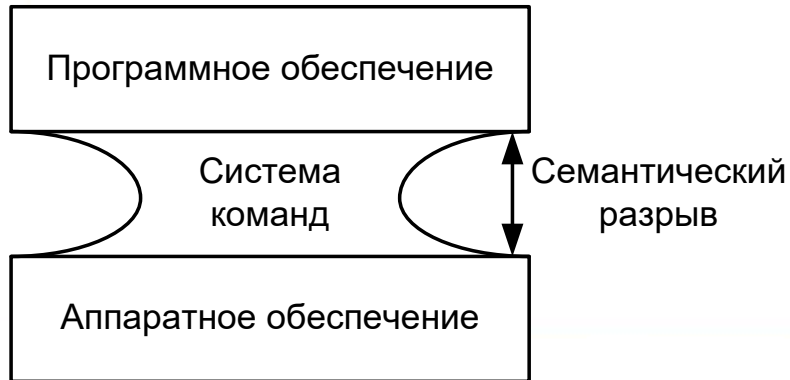 Программное обеспечение
Система
команд
Семантический
разрыв
Аппаратное обеспечение